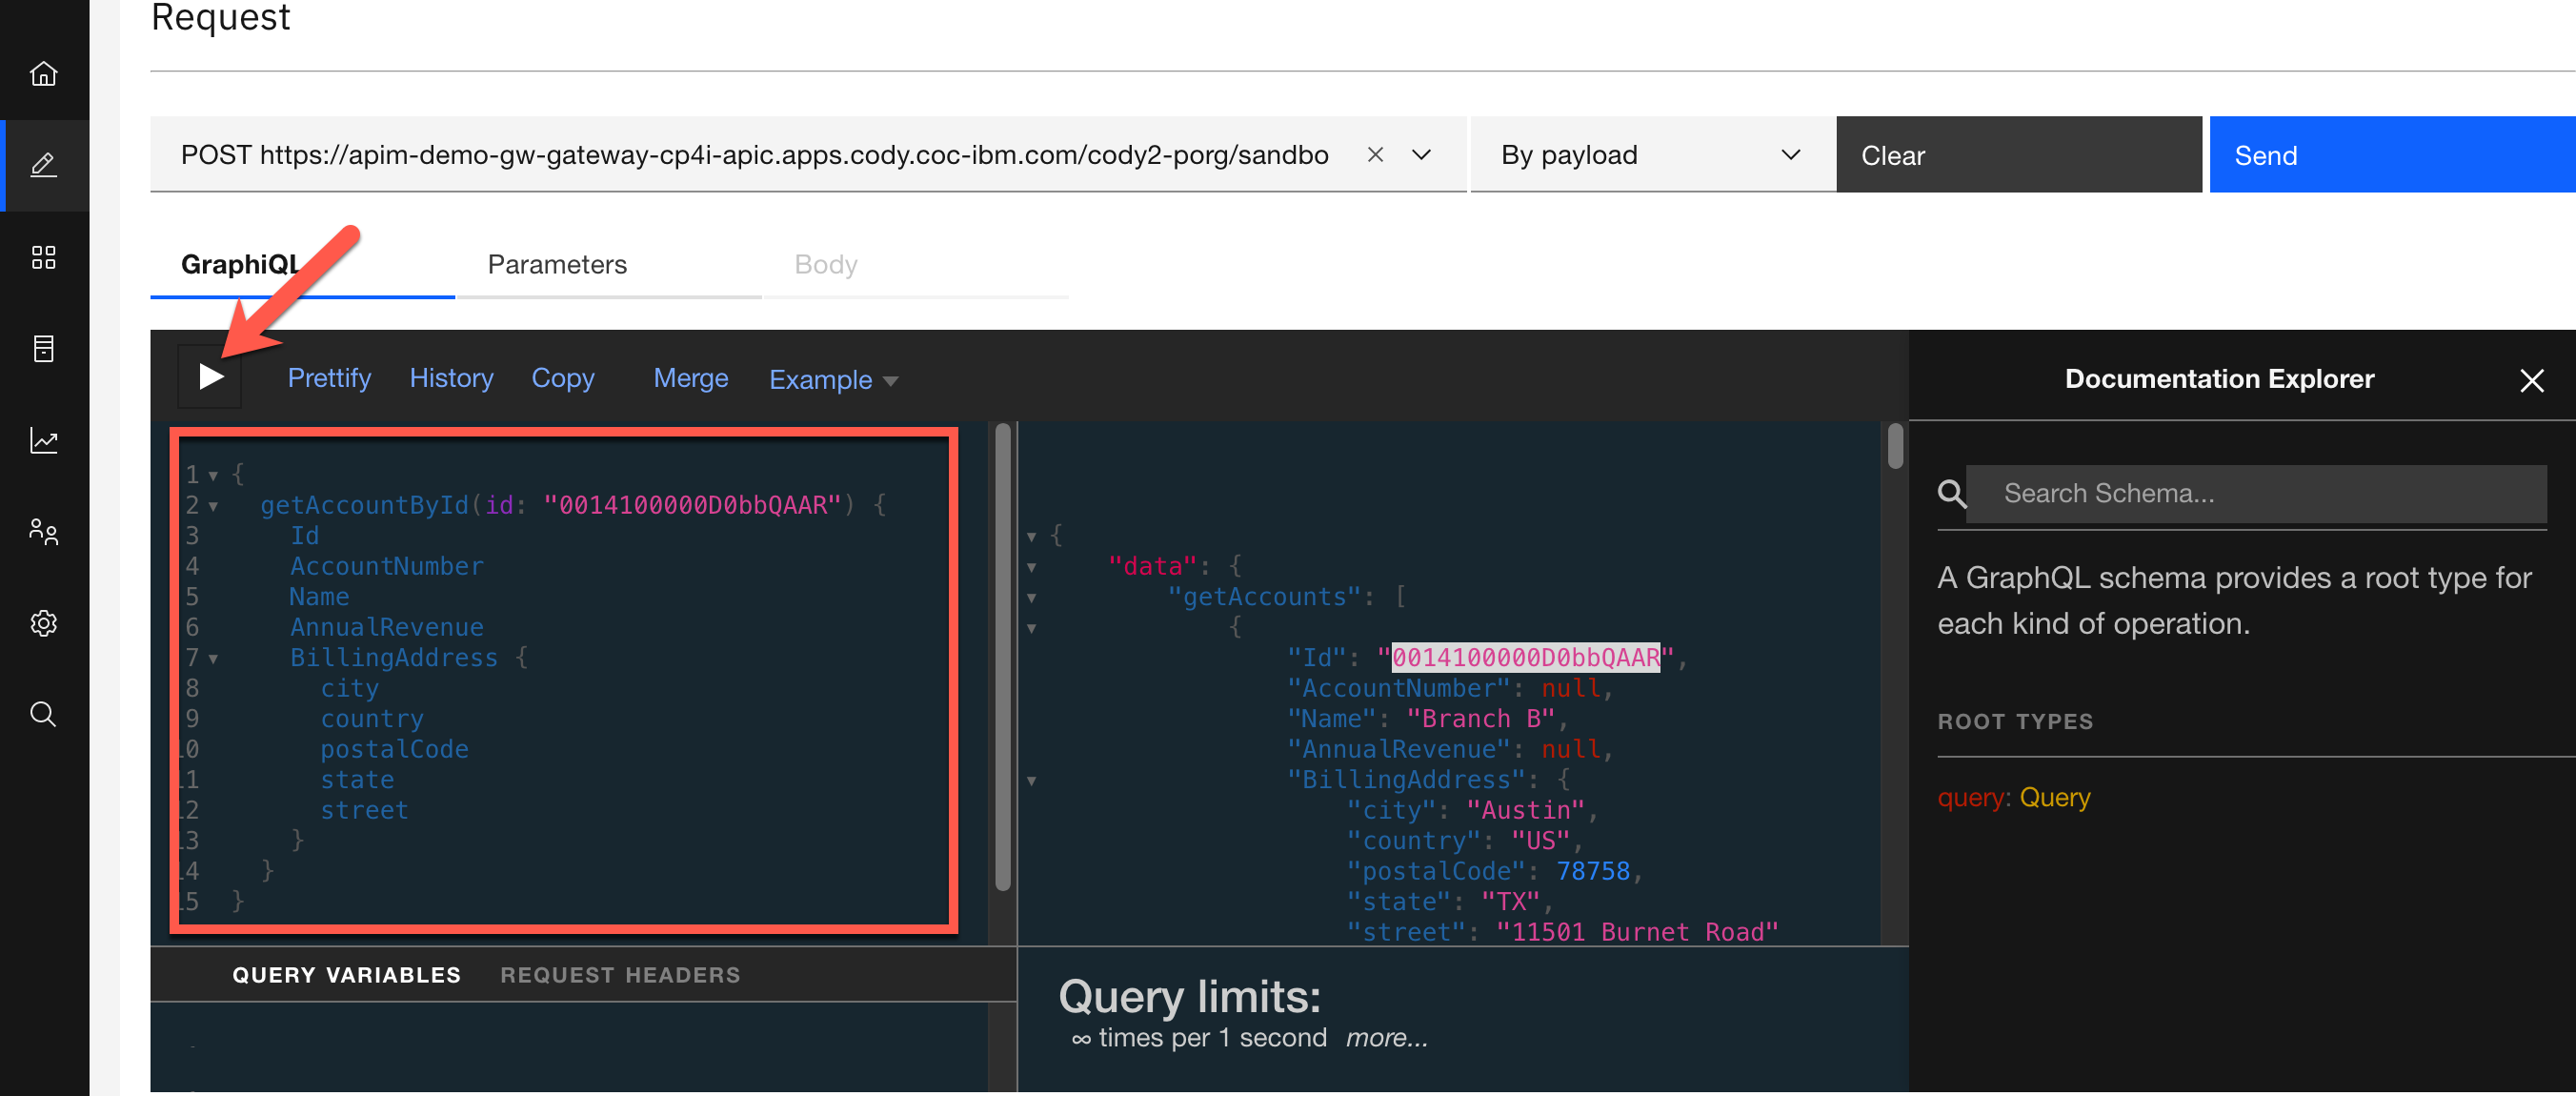 Request
POST https://apim-demo-gw-gateway-cp4i-apic.apps.cody.coc-ibm.com/cody2-porg/sandbo
By payload
Clear
Send
GraphiQL
Parameters
Body
Prettify
History
Copy
Merge
Example
1 {
2 getAccountById(id: "0014100000D0bbQAAR") {
3 Id
4 AccountNumber
5 Name
6 AnnualRevenue
7 BillingAddress {
8 city
9 country
10 postalCode
11 state
12 street
13 }
14 }
15 }
{
"data": {
"getAccounts": [
{
"Id": "0014100000D0bbQAAR",
"AccountNumber": null,
"Name": "Branch B",
"AnnualRevenue": null,
"BillingAddress": {
"city": "Austin",
"country": "US",
"postalCode": 78758,
"state": "TX",
"street": "11501 Burnet Road"
QUERY VARIABLES
REQUEST HEADERS
Query limits:
∞ times per 1 second more...
Documentation Explorer
Search Schema...
A GraphQL schema provides a root type for
each kind of operation.
ROOT TYPES
query: Query